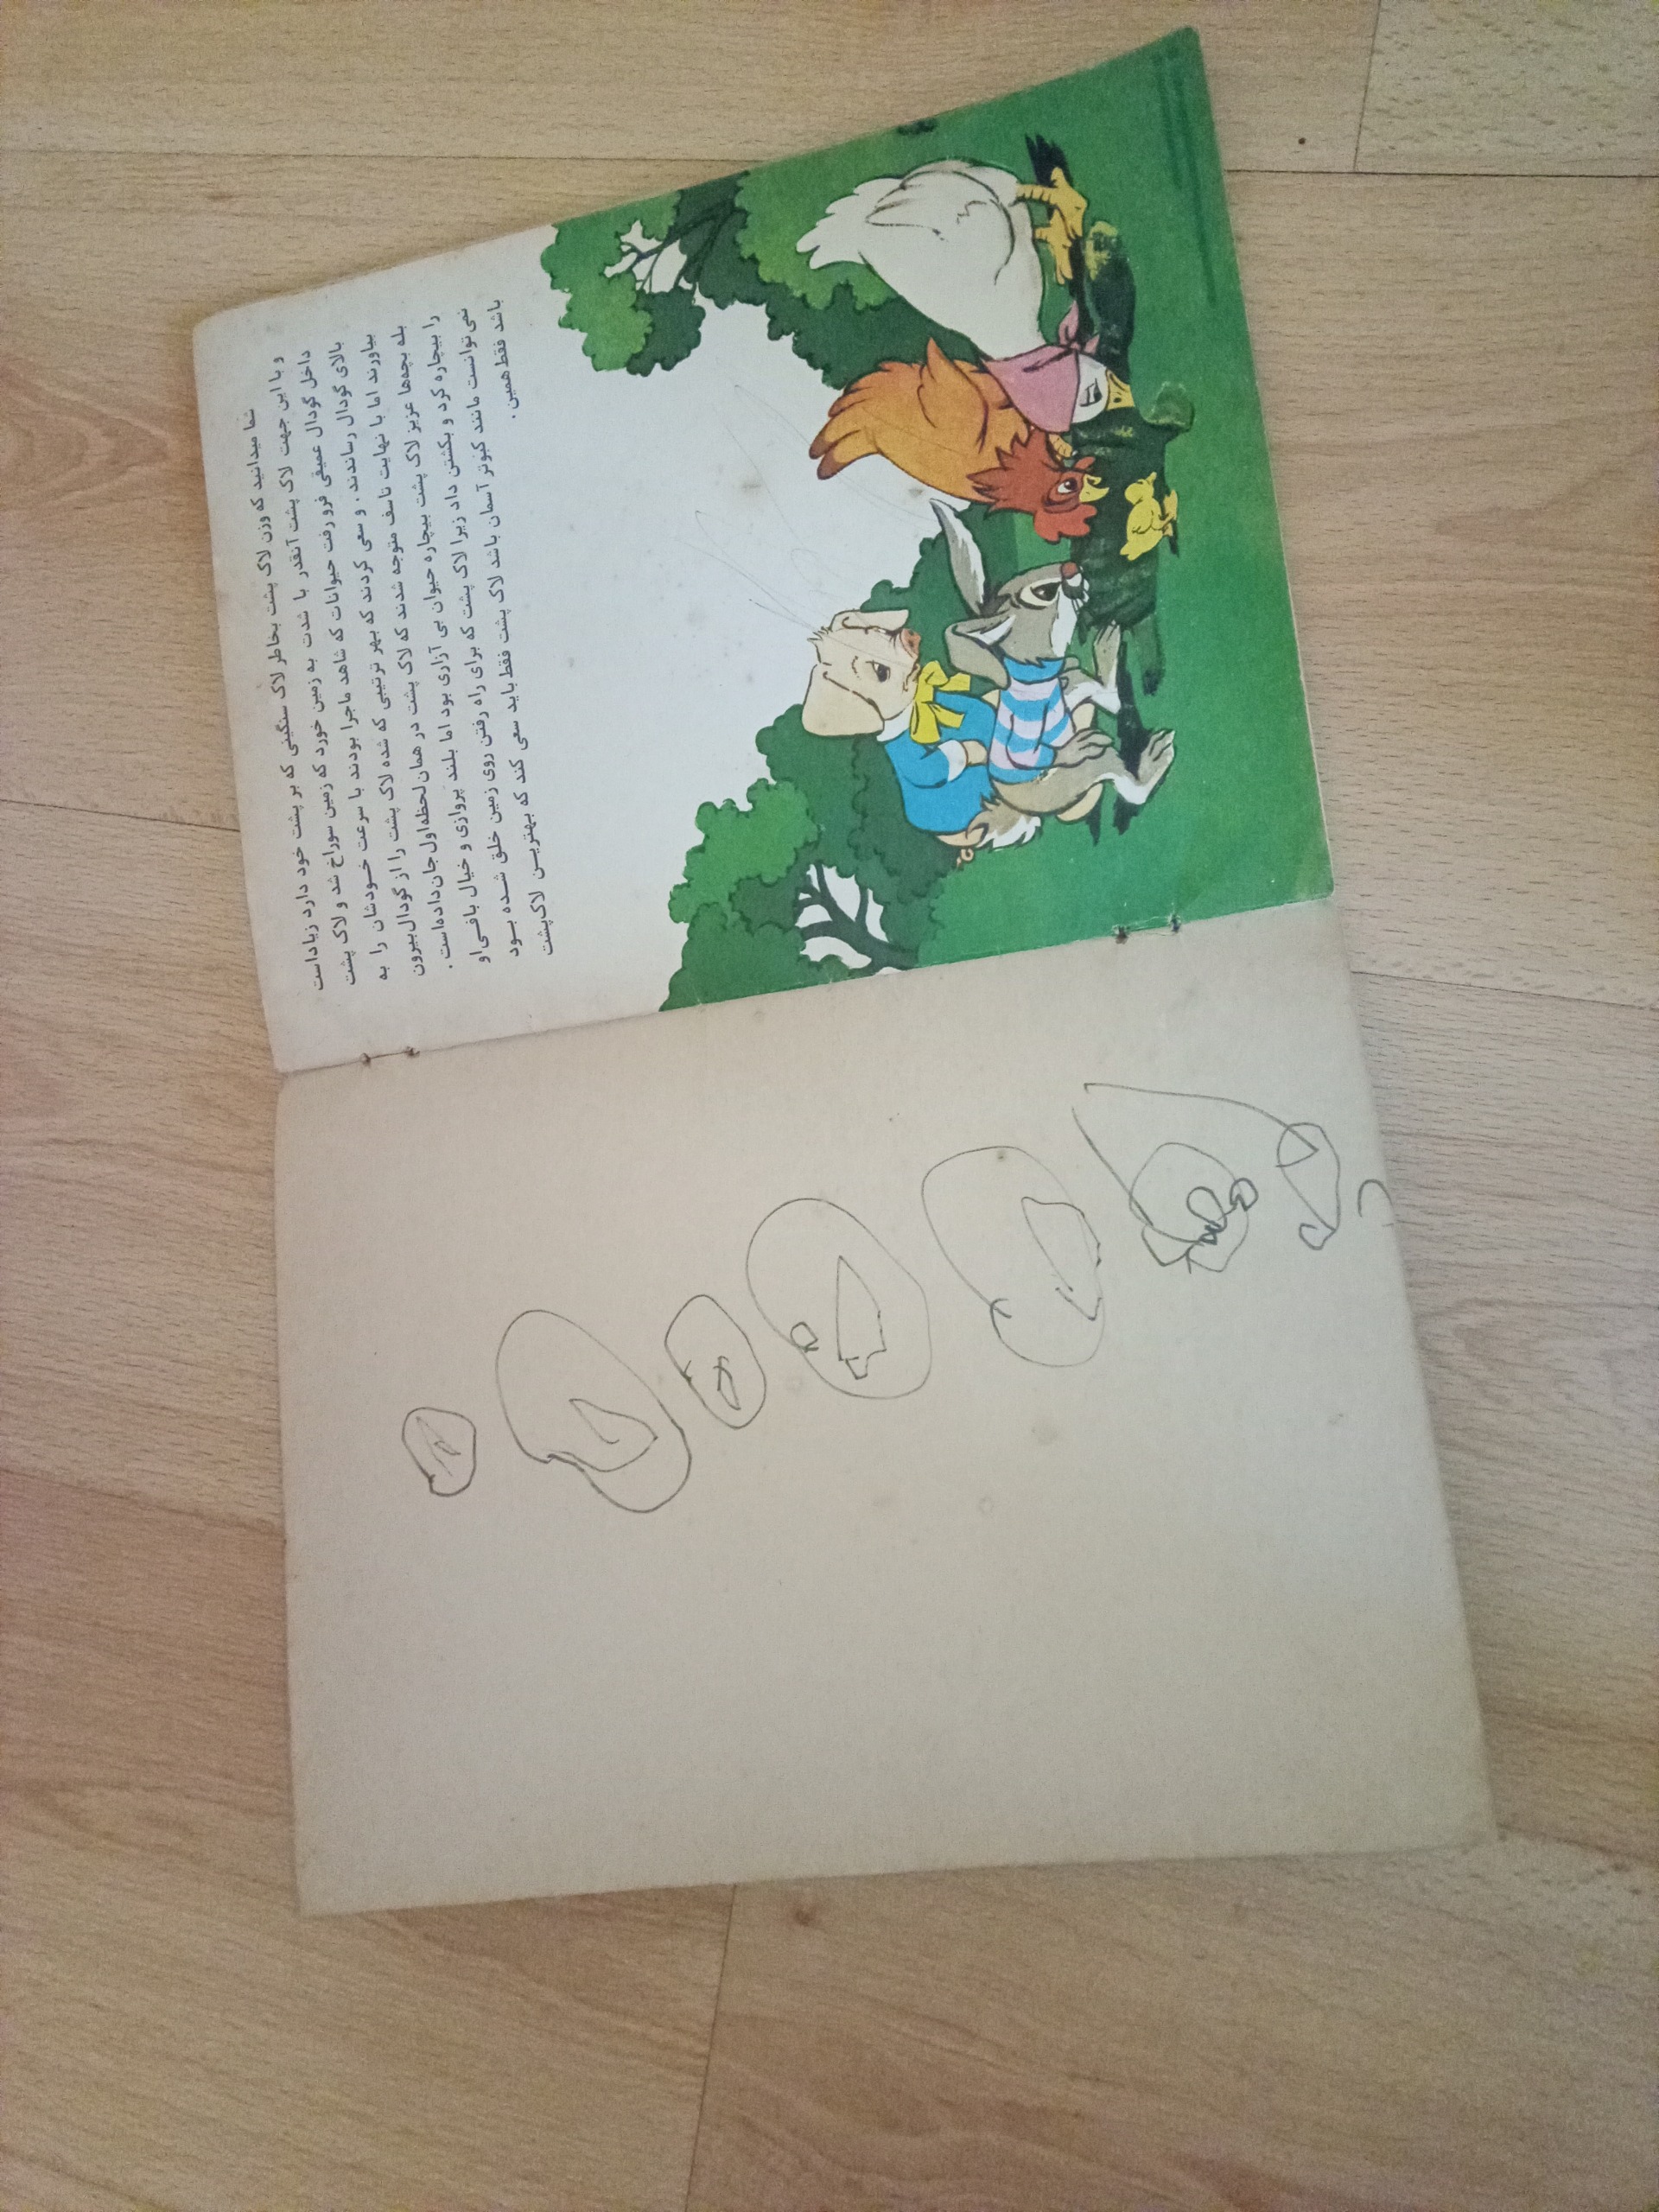 شما میدانید که وزن لاک پشت بخاطر لاک سنگینی که بر پشت خود دارد زیاداست
و با این جهت لاک پشت آنقدر با شدت به زمین خورد که زمین سوراخ شد و لاک پشت
داخل گودال عمیقی فرو رفت حیوانات که شاهد ماجرا بودند با سرعت خودشان را به
بالای گودال رساندند . و سعی کردند که بهر ترتیبی که شده لاک پشت را از گودال بیرون
بیاورند اما با نهایت تاسف متوجه شدند که لاک پشت در همان لحظه اول جان داده است .
بله بچه‌ها عزیز لاک پشت بیچاره حیوان بی آزاری بود اما بلند پروازی و خیال بافی او
را بیچاره کرد و بکشتن داد زیرا لاک پشت که برای راه رفتن روی زمین خلق شده بود
نمی توانست مانند کبوتر آسمان باشد لاک پشت فقط باید سعی کند که بهترین لاک پشت
باشد فقط همین .